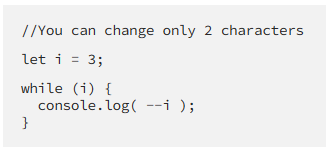 //You can change only 2 characters
let i = 3;
while (i) {
  console.log( --i );
}